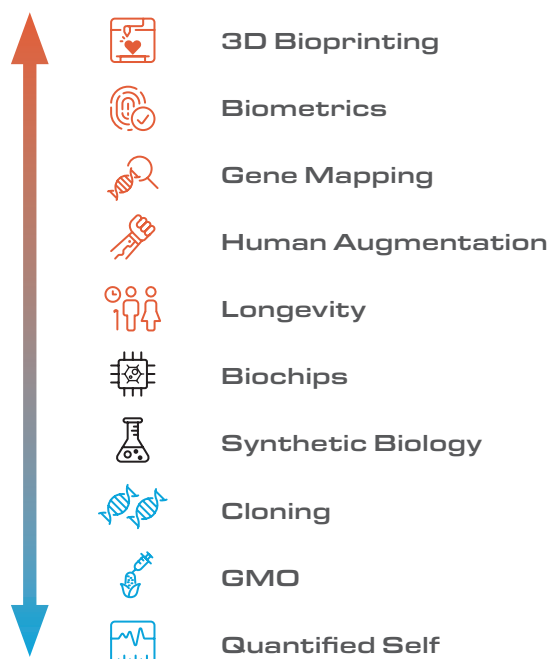 3D Bioprinting
Biometrics
Gene Mapping
Human Augmentation
Longevity
Biochips
Synthetic Biology
Cloning
GMO
Quantified Self